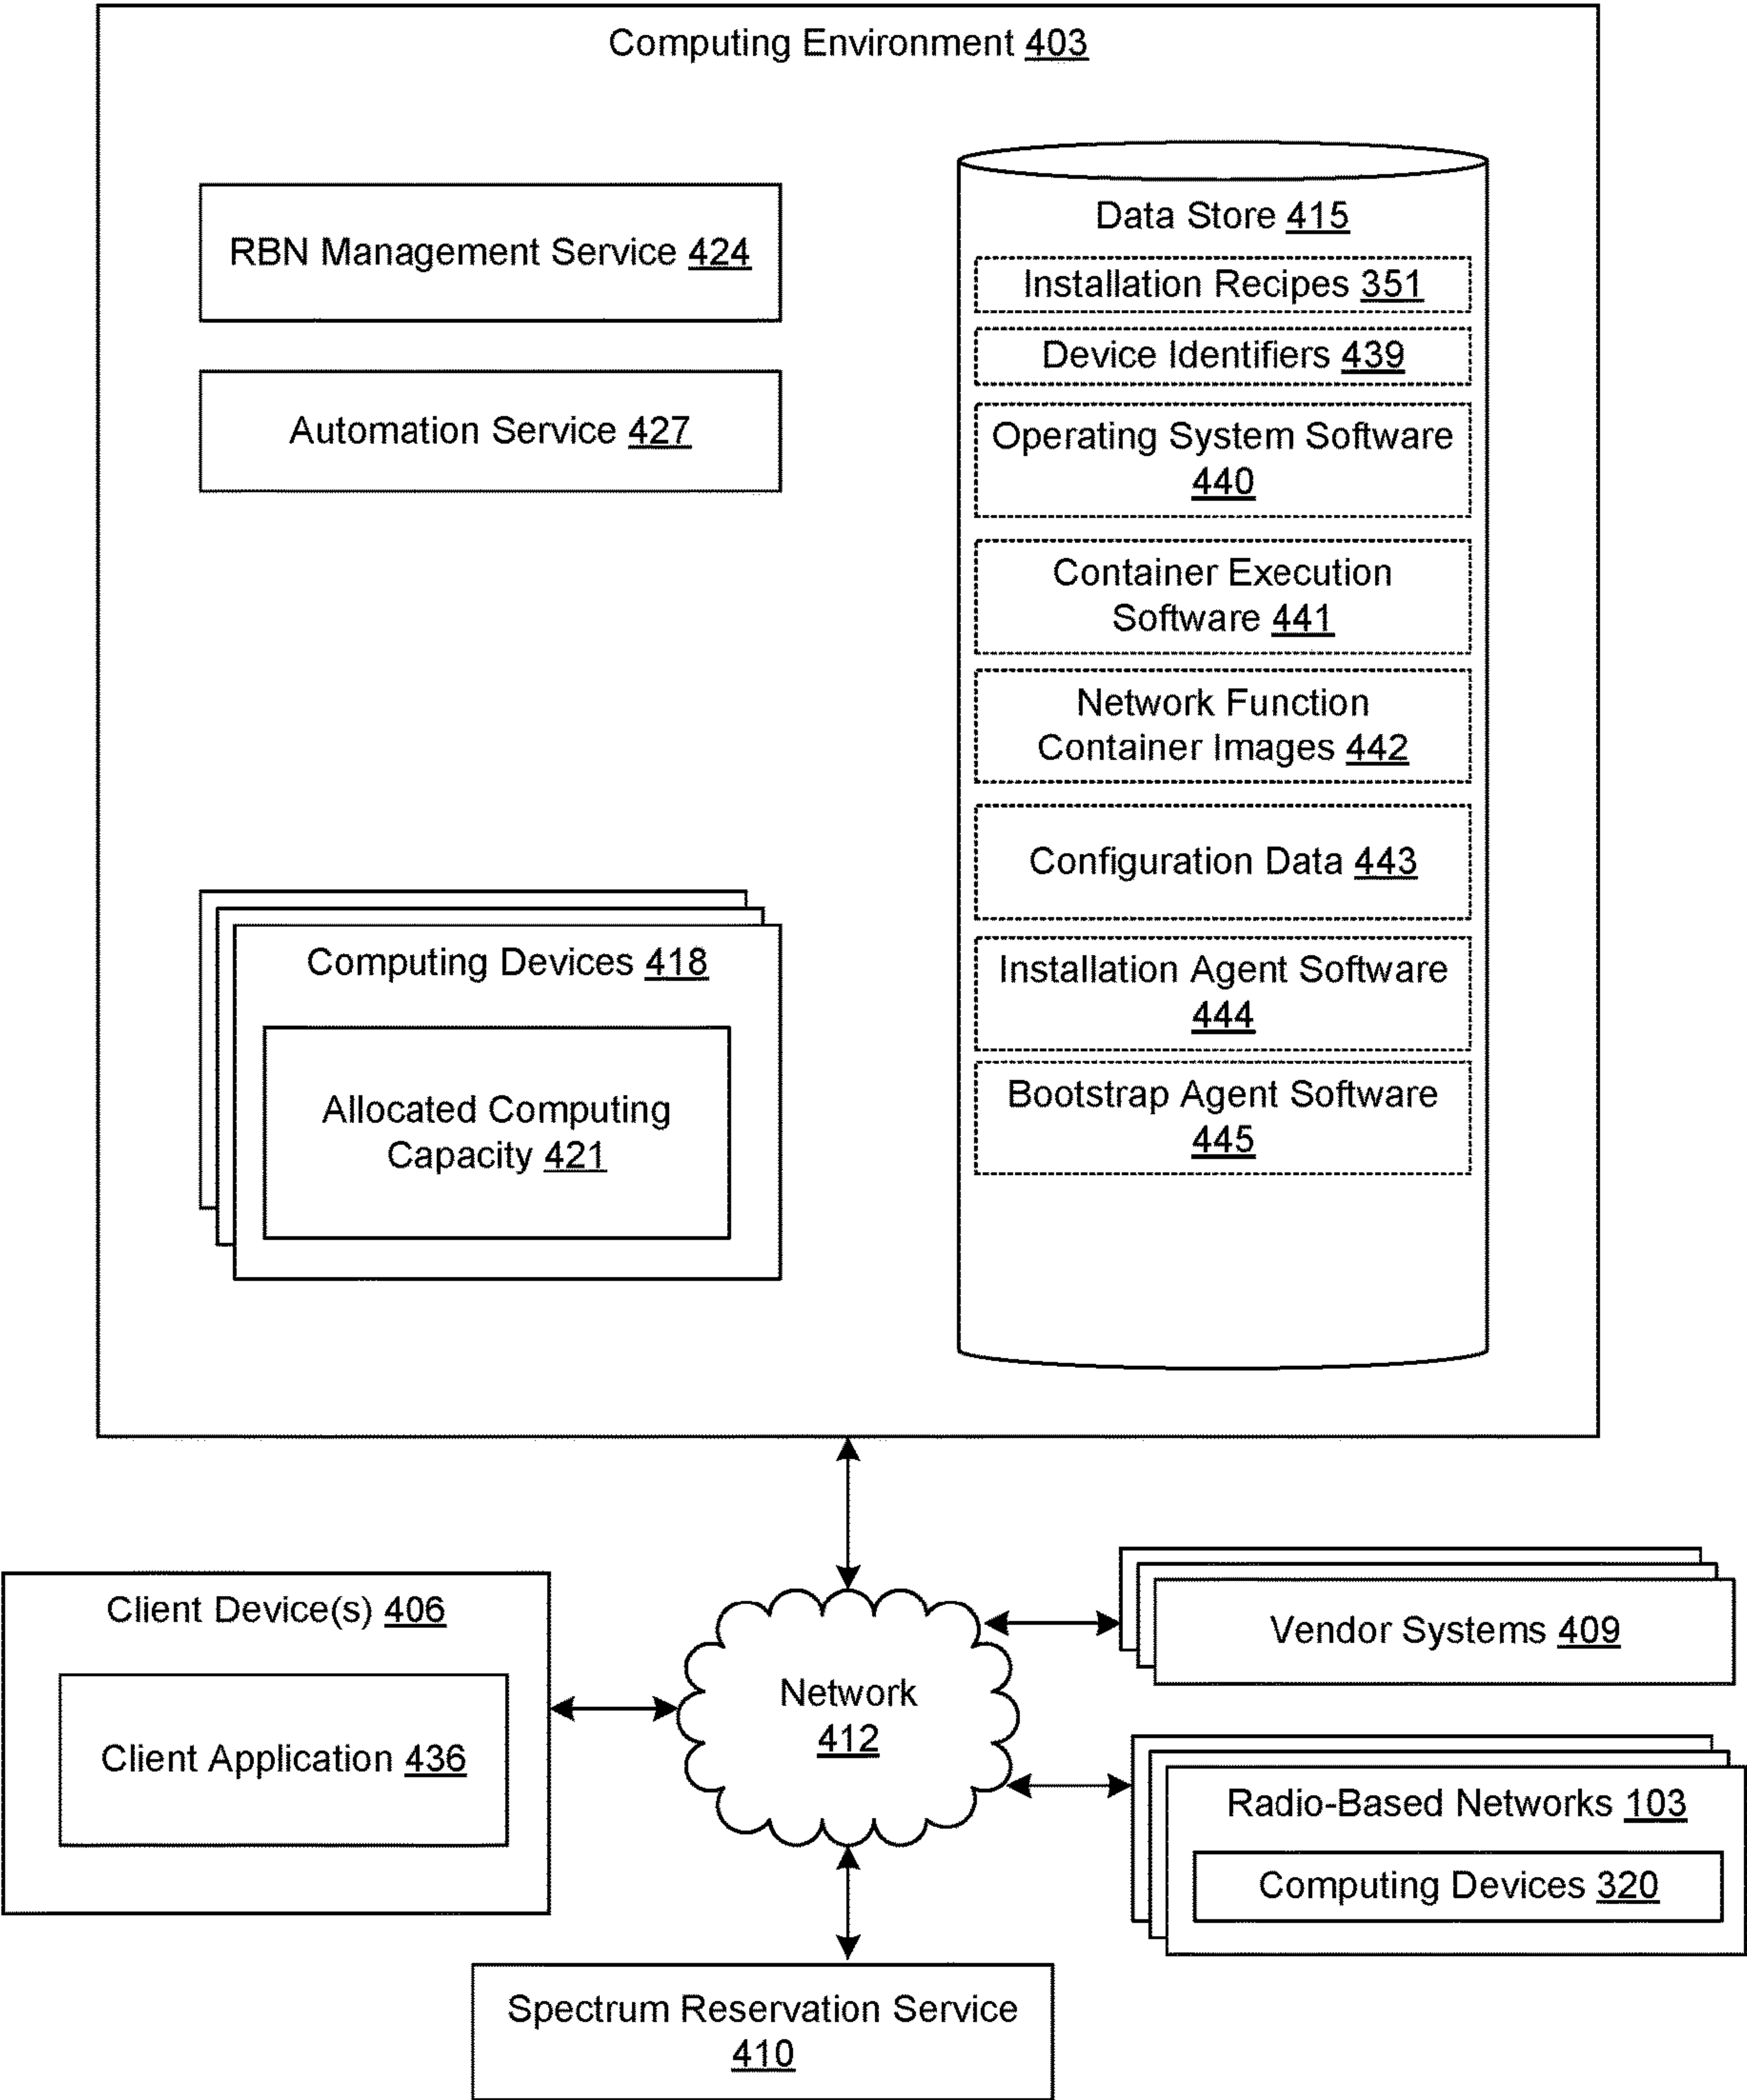 Computing Environment 403
RBN Management Service 424
Automation Service 427
Computing Devices 418
Allocated Computing
Capacity 421
Data Store 415
Installation Recipes 351
Device Identifiers 439
Operating System Software
440
Container Execution
Software 441
Network Function
Container Images 442
Configuration Data 443
Installation Agent Software
444
Bootstrap Agent Software
445
Client Device(s) 406
Client Application 436
Network
412
Vendor Systems 409
Radio-Based Networks 103
Computing Devices 320
Spectrum Reservation Service
410